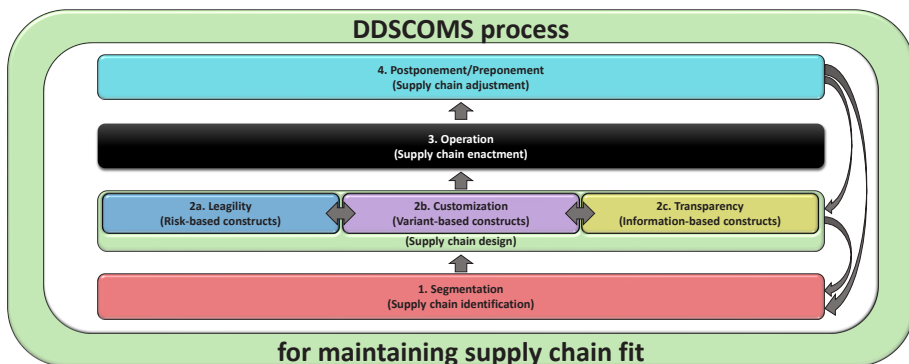 DDSCOMS process
4. Postponement/Preponement
(Supply chain adjustment)
3. Operation
(Supply chain enactment)
2a. Leagility
(Risk-based constructs)
2b. Customization
(Variant-based constructs)
2c. Transparency
(Information-based constructs)
(Supply chain design)
1. Segmentation
(Supply chain identification)
for maintaining supply chain fit